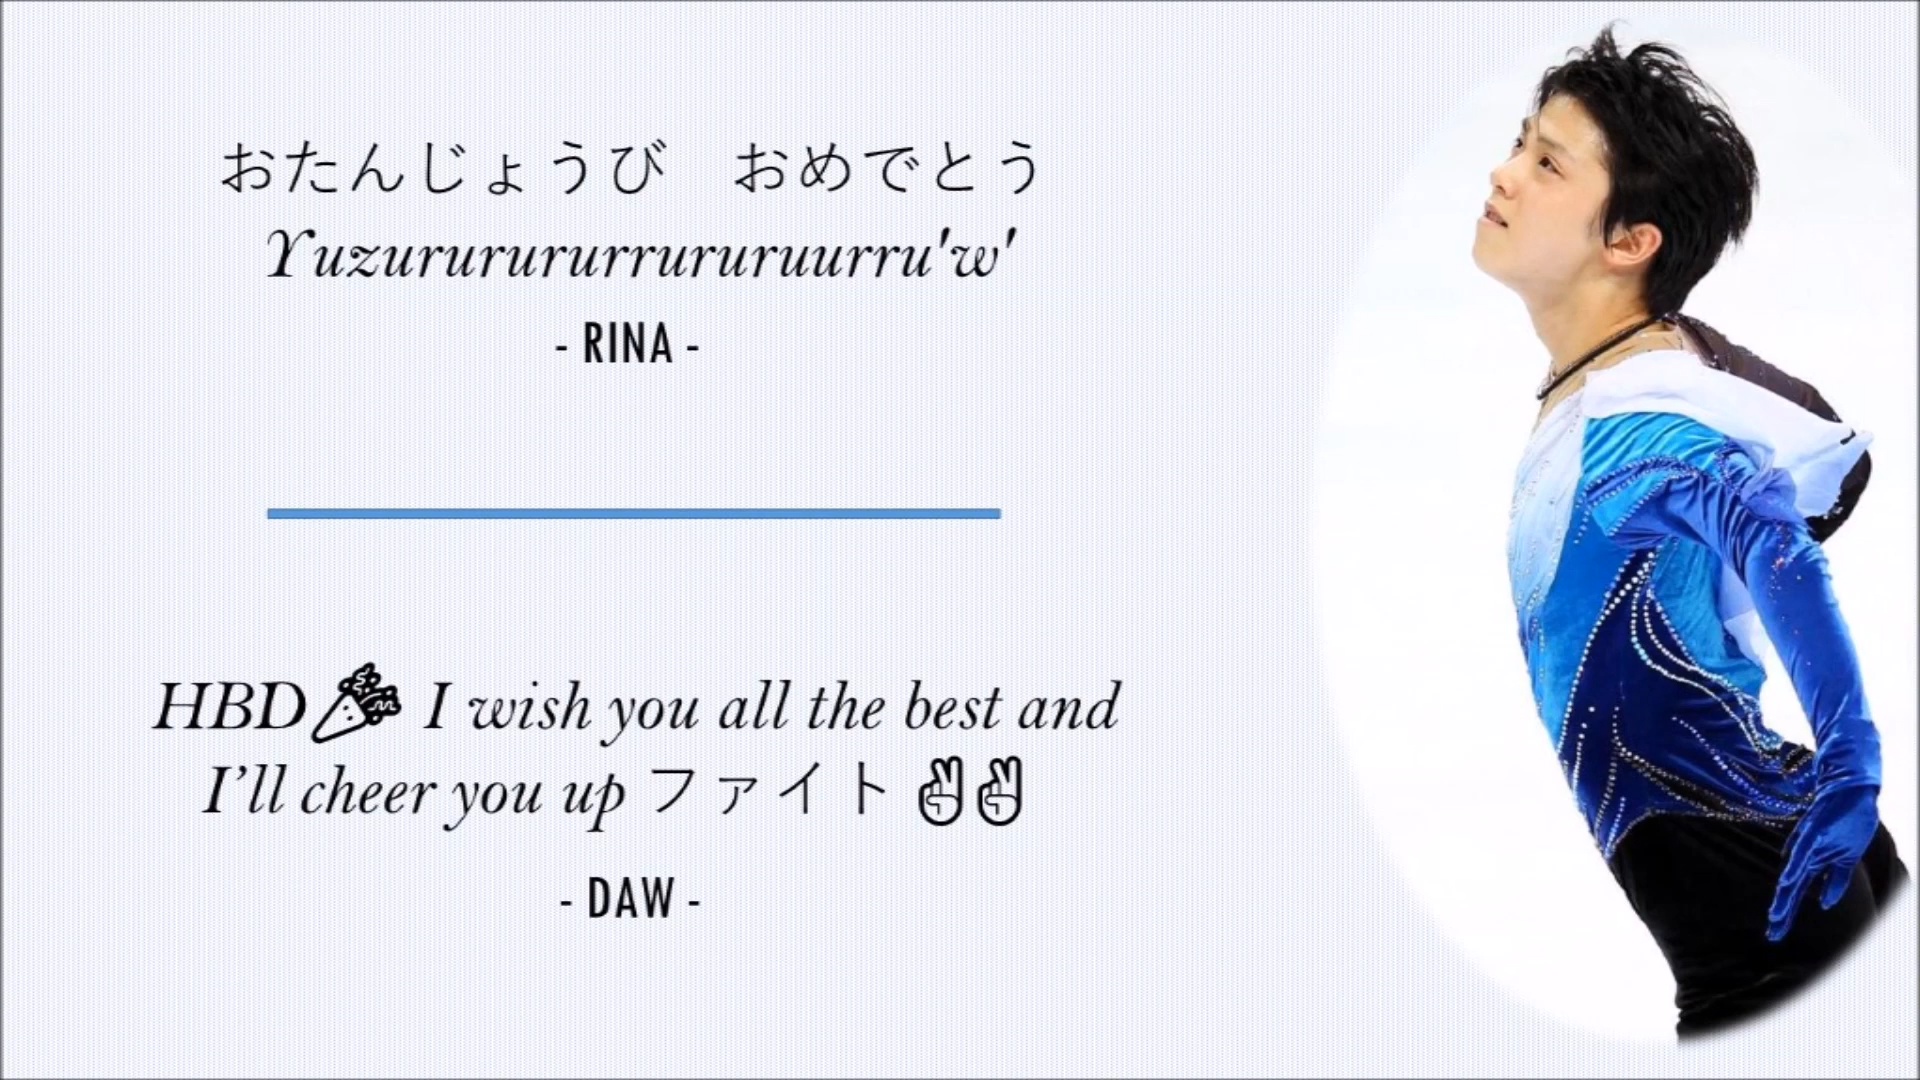 おたんじょうび　おめでとう
Yuzurururururrurururuurru'w'
- RINA -
HBD🎉 I wish you all the best and
I’ll cheer you up ファイト✌✌
- DAW -